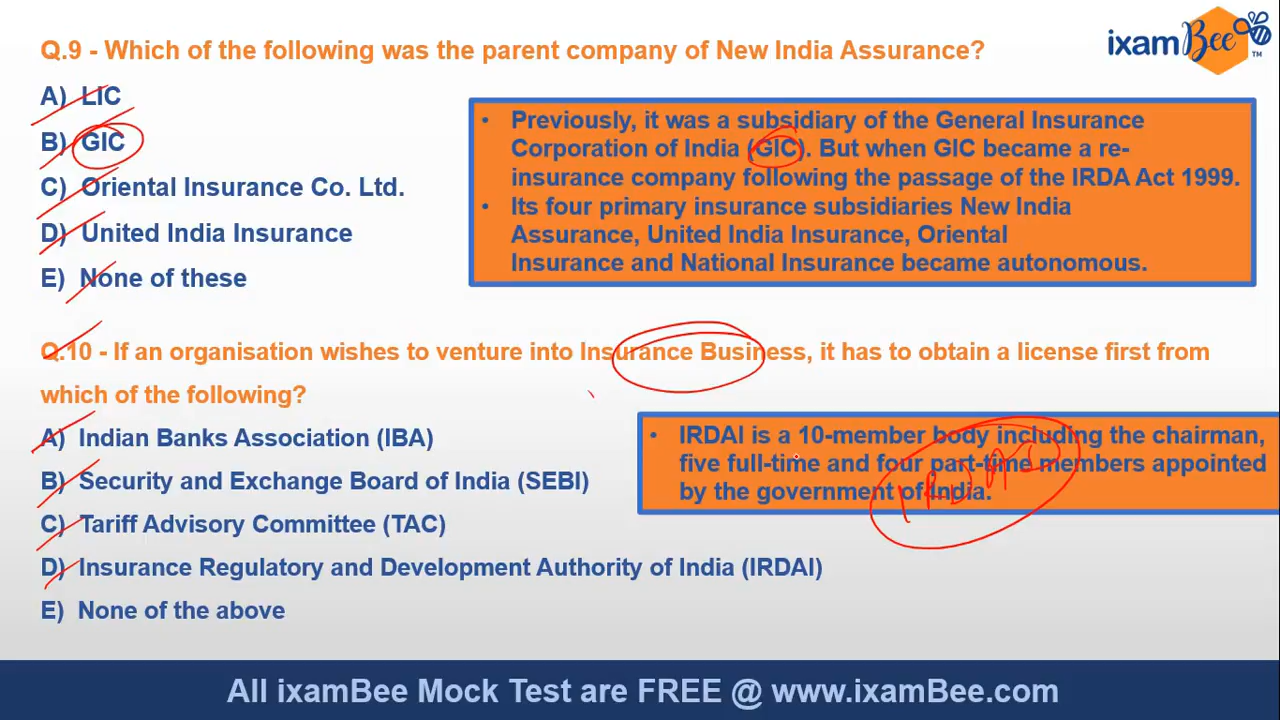 ixamBee™
Q.9 - Which of the following was the parent company of New India Assurance?
A) LIC
B) GIC
C) Oriental Insurance Co. Ltd.
D) United India Insurance
E) None of these
• Previously, it was a subsidiary of the General Insurance
Corporation of India (GIC). But when GIC became a re-
insurance company following the passage of the IRDA Act 1999.
• Its four primary insurance subsidiaries New India
Assurance, United India Insurance, Oriental
Insurance and National Insurance became autonomous.
Q.10 - If an organisation wishes to venture into Insurance Business, it has to obtain a license first from
which of the following?
A) Indian Banks Association (IBA)
B) Security and Exchange Board of India (SEBI)
C) Tariff Advisory Committee (TAC)
D) Insurance Regulatory and Development Authority of India (IRDAI)
E) None of the above
• IRDAI is a 10-member body including the chairman,
five full-time and four part-time members appointed
by the government of India.
IRDAI
All ixamBee Mock Test are FREE @ www.ixamBee.com